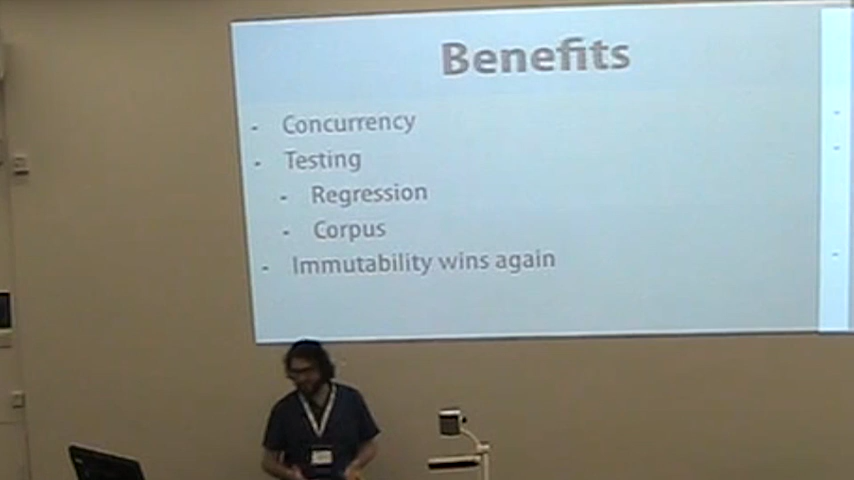 Benefits
- Concurrency
- Testing
- Regression
- Corpus
- Immutability wins again